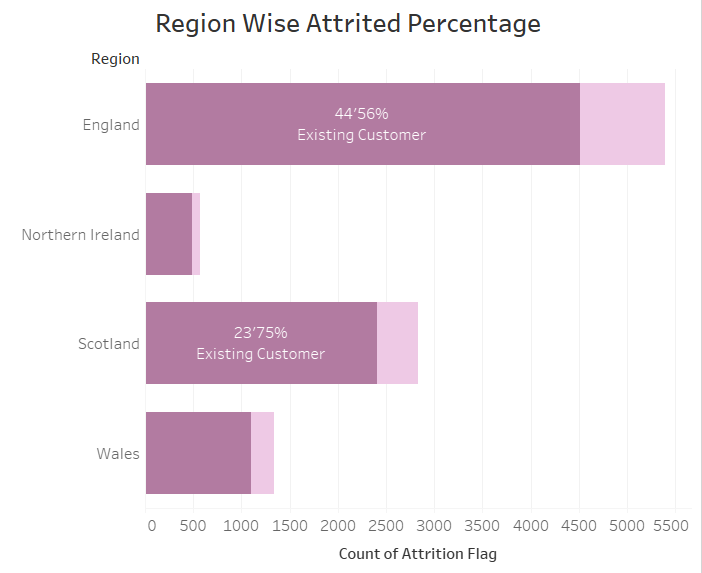 Region Wise Attrited Percentage
Region
England
44’56%
Existing Customer
Northern Ireland
Scotland
23’75%
Existing Customer
Wales
0 500 1000 1500 2000 2500 3000 3500 4000 4500 5000 5500
Count of Attrition Flag